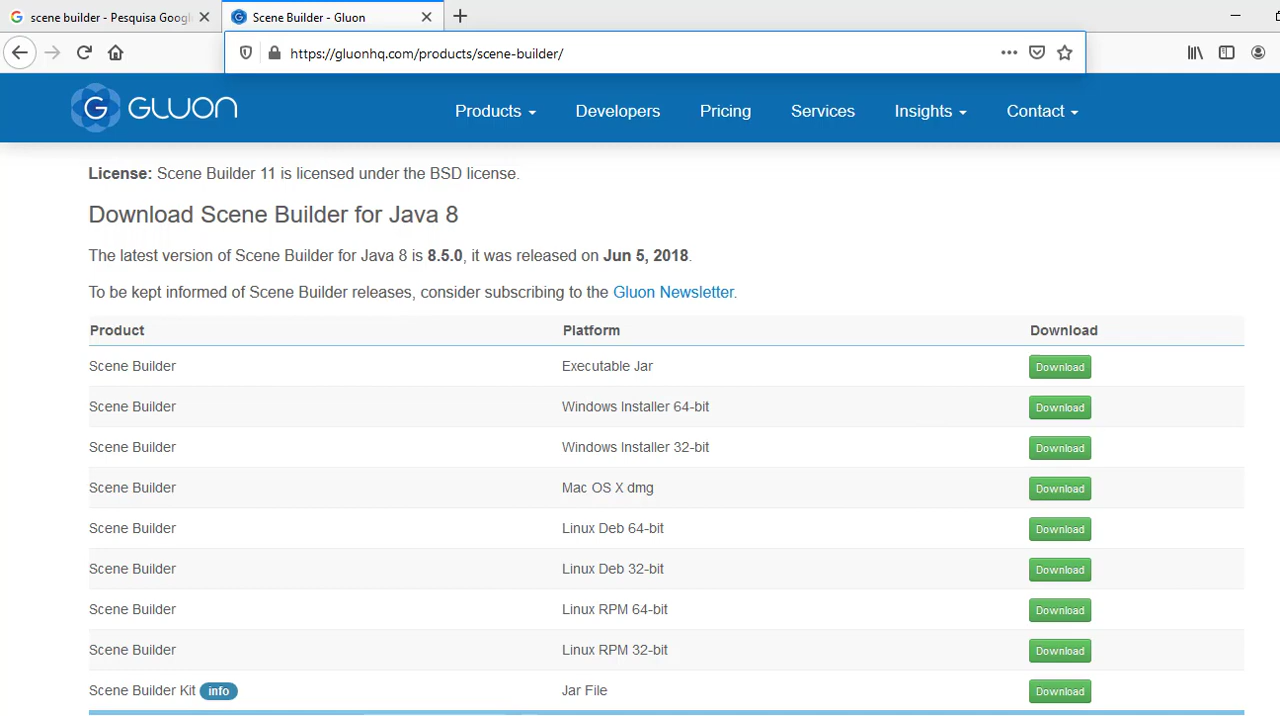 scene builder - Pesquisa Googl
Scene Builder - Gluon
https://gluonhq.com/products/scene-builder/
GLUON
Products
Developers
Pricing
Services
Insights
Contact
License: Scene Builder 11 is licensed under the BSD license.
Download Scene Builder for Java 8
The latest version of Scene Builder for Java 8 is 8.5.0, it was released on Jun 5, 2018.
To be kept informed of Scene Builder releases, consider subscribing to the Gluon Newsletter.
Product Platform Download
Scene Builder Executable Jar Download
Scene Builder Windows Installer 64-bit Download
Scene Builder Windows Installer 32-bit Download
Scene Builder Mac OS X dmg Download
Scene Builder Linux Deb 64-bit Download
Scene Builder Linux Deb 32-bit Download
Scene Builder Linux RPM 64-bit Download
Scene Builder Linux RPM 32-bit Download
Scene Builder Kit info Jar File Download